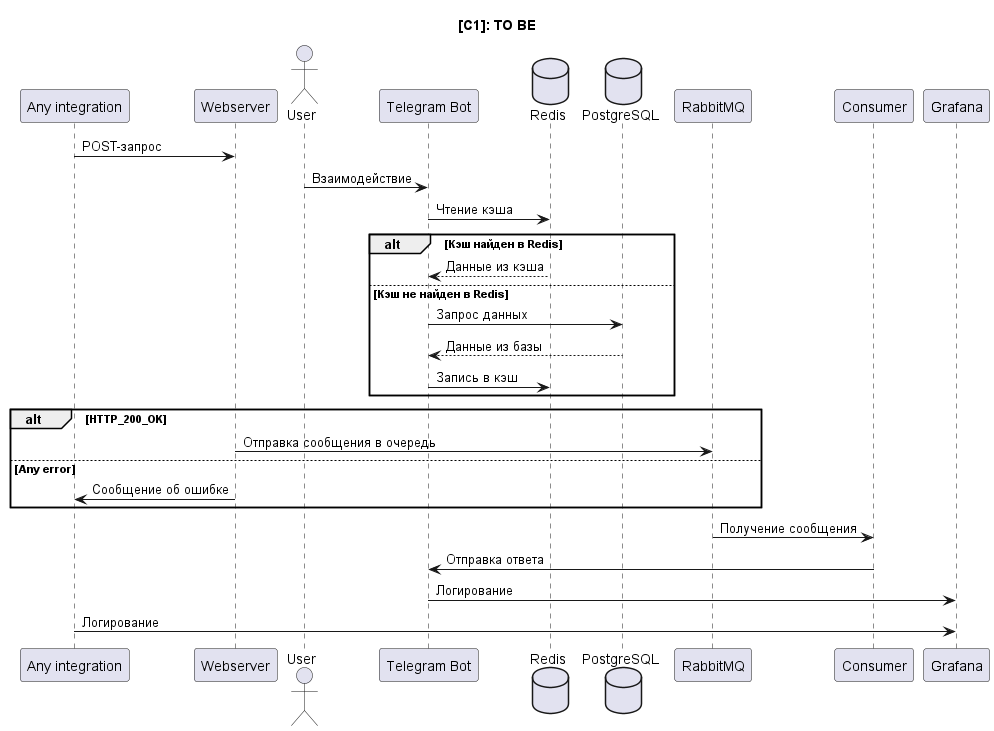 [C1]: TO BE
Any integration
Webserver
User
Telegram Bot
Redis
PostgreSQL
RabbitMQ
Consumer
Grafana
POST-запрос
Взаимодействие
Чтение кэша
alt [Кэш найден в Redis]
Данные из кэша
[Кэш не найден в Redis]
Запрос данных
Данные из базы
Запись в кэш
alt [HTTP_200_OK]
Отправка сообщения в очередь
[Any error]
Сообщение об ошибке
Получение сообщения
Отправка ответа
Логирование
Логирование
Any integration
Webserver
User
Telegram Bot
Redis
PostgreSQL
RabbitMQ
Consumer
Grafana